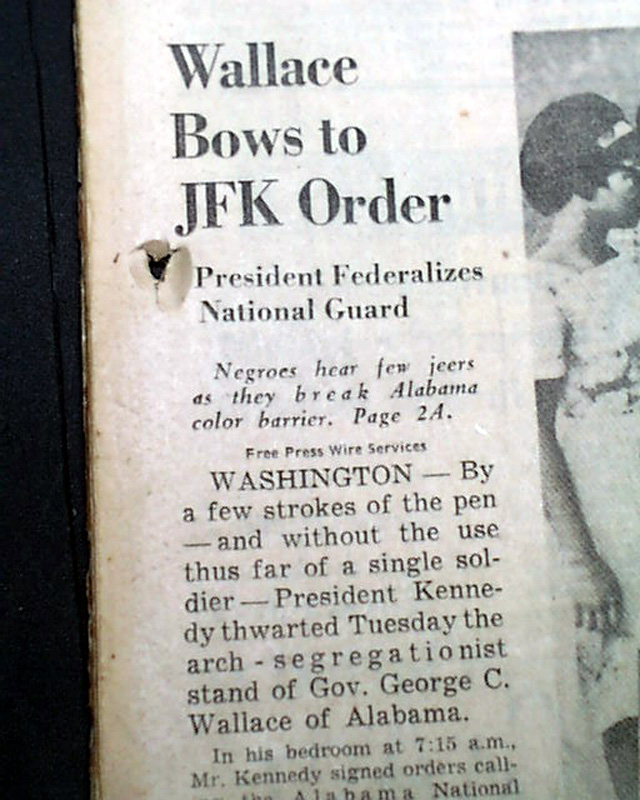 Wallace
Bows to
JFK Order
President Federalizes
National Guard
Negroes hear few jeers
as they break Alabama
color barrier. Page 2A.
Free Press Wire Services
WASHINGTON — By
a few strokes of the pen
— and without the use
thus far of a single sol-
dier — President Kenne-
dy thwarted Tuesday the
arch - segregationist
stand of Gov. George C.
Wallace of Alabama.
In his bedroom at 7:15 a.m.,
Mr. Kennedy signed orders call-
the Alabama National